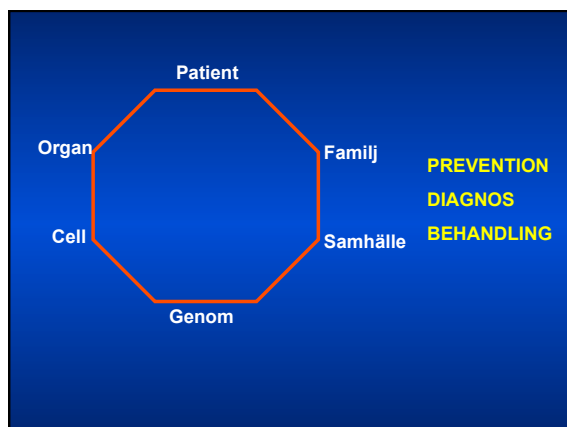 Patient
Organ
Familj
PREVENTION
DIAGNOS
Cell
Samhälle
BEHANDLING
Genom